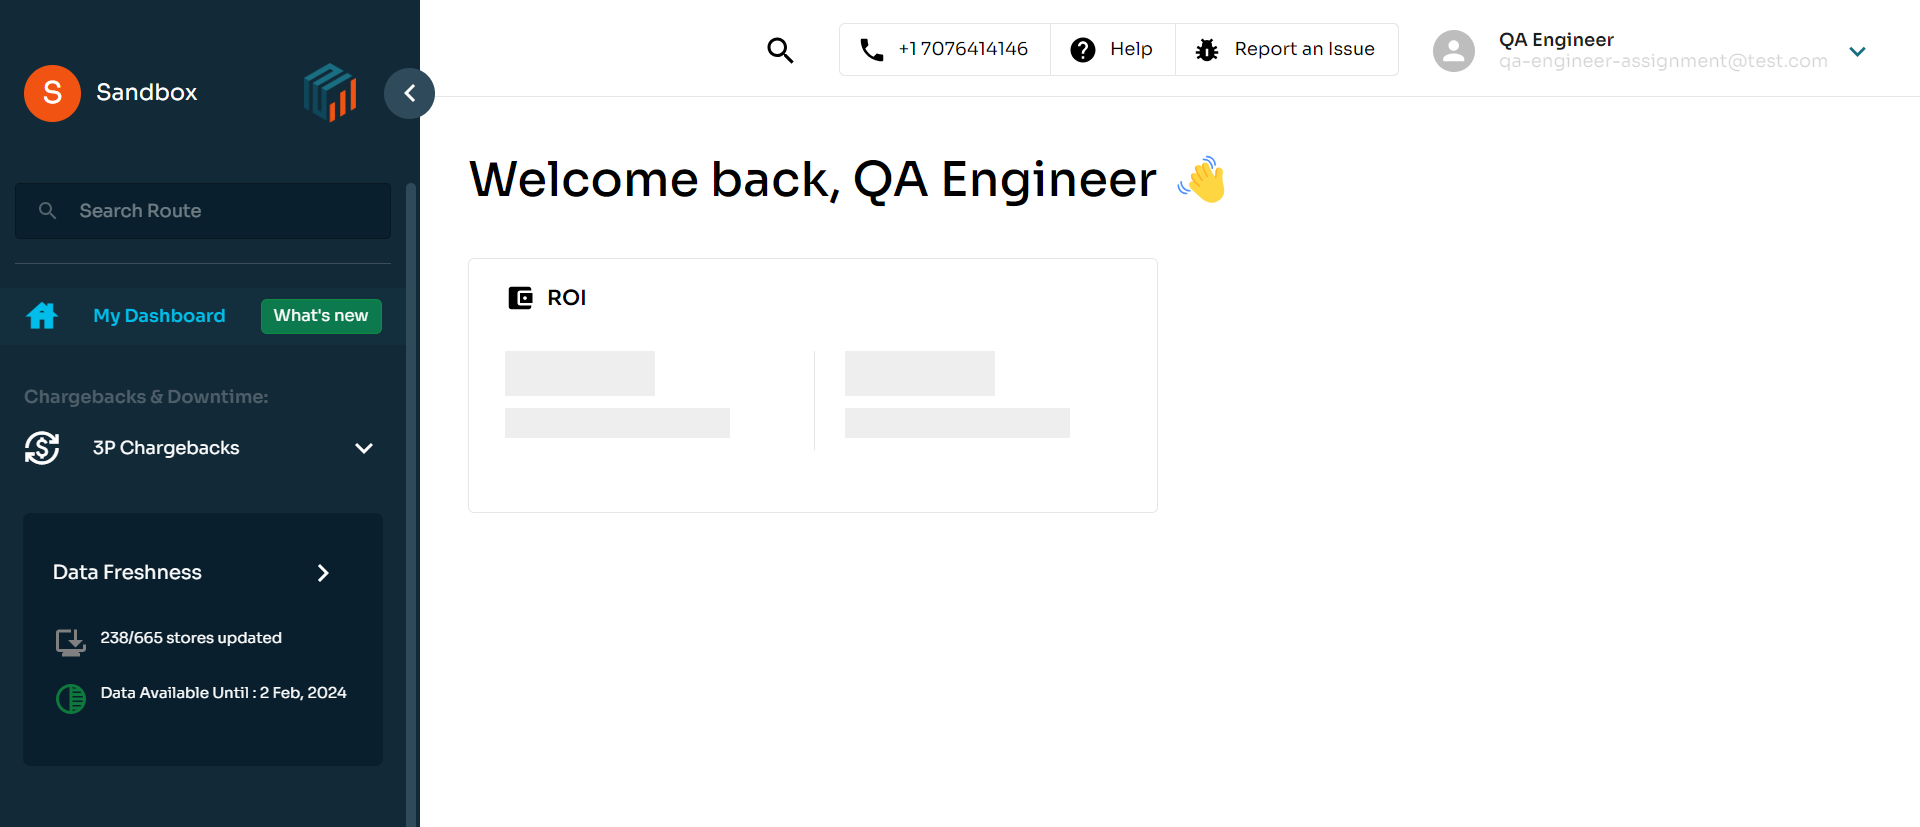 S Sandbox
Search Route
My Dashboard What's new
Chargebacks & Downtime:
3P Chargebacks
Data Freshness
238/665 stores updated
Data Available Until : 2 Feb, 2024
+1 7076414146 Help Report an Issue
QA Engineer
qa-engineer-assignment@test.com
Welcome back, QA Engineer
ROI